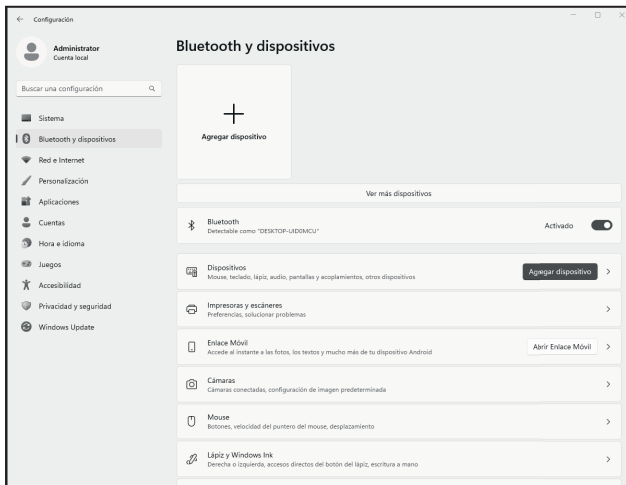 Configuración
Administrator
Cuenta local
Buscar una configuración
Sistema
Bluetooth y dispositivos
Red e Internet
Personalización
Aplicaciones
Cuentas
Hora e idioma
Juegos
Accesibilidad
Privacidad y seguridad
Windows Update
Bluetooth y dispositivos
Agregar dispositivo
Ver más dispositivos
Bluetooth
Detectable como "DESKTOP-UID0MCU"
Activado
Dispositivos
Mouse, teclado, lápiz, audio, pantallas y acoplamientos, otros dispositivos
Agregar dispositivo
Impresoras y escáneres
Preferencias, solucionar problemas
Enlace Móvil
Accede al instante a las fotos, los textos y mucho más de tu dispositivo Android
Abrir Enlace Móvil
Cámaras
Cámaras conectadas, configuración de imagen predeterminada
Mouse
Botones, velocidad del puntero del mouse, desplazamiento
Lápiz y Windows Ink
Derecha o izquierda, accesos directos del botón del lápiz, escritura a mano